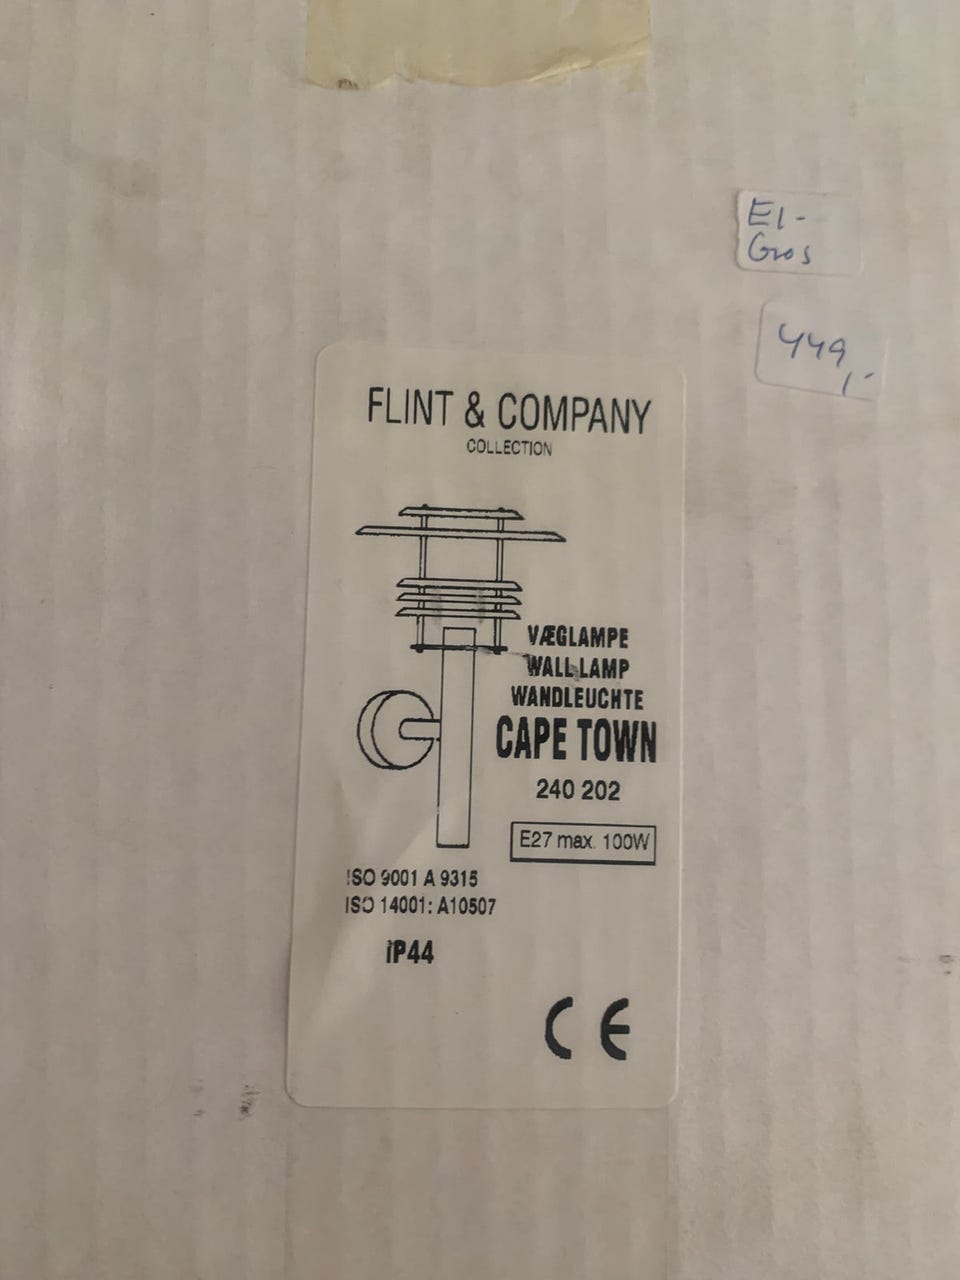 El-
Gros
449,-
FLINT & COMPANY
COLLECTION
VÆGLAMPE
WALL LAMP
WANDLEUCHTE
CAPE TOWN
240 202
E27 max. 100W
ISO 9001 A 9315
ISO 14001: A10507
IP44
CE